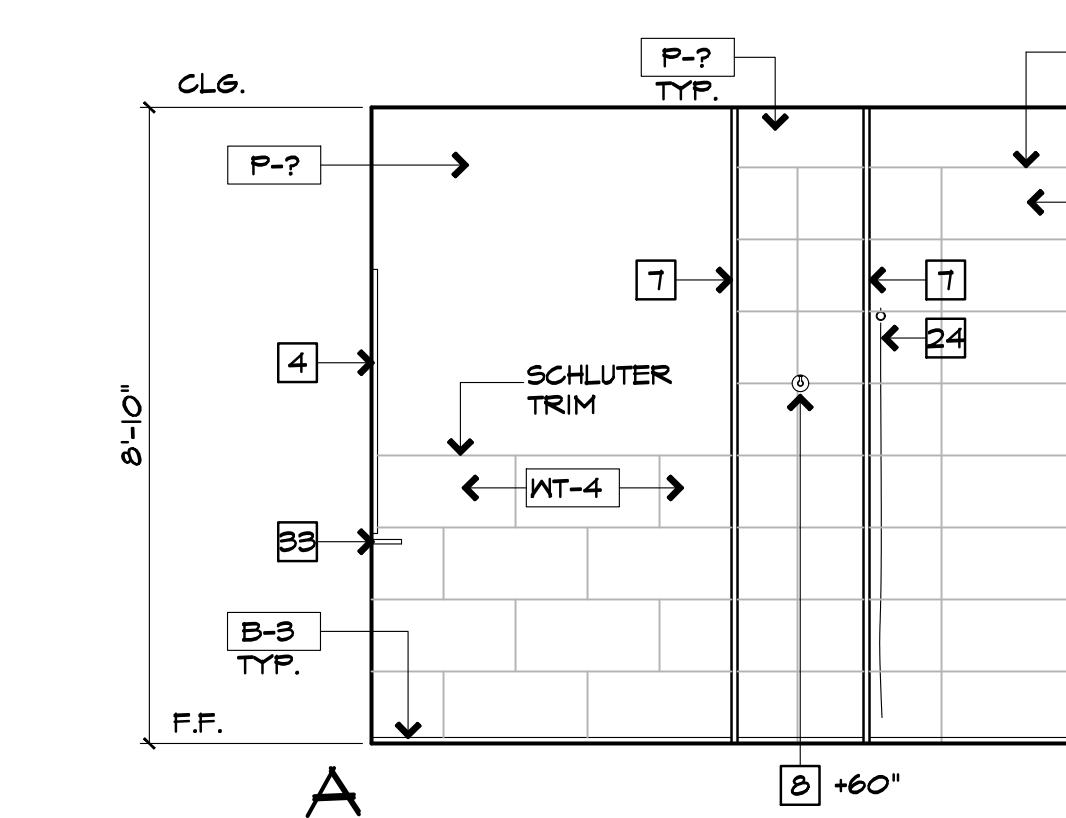 P-?
TYP.
CLG.
P-?
7
7
24
4
SCHLUTER
TRIM
8'-10"
WT-4
33
B-3
TYP.
F.F.
A
8 +60"